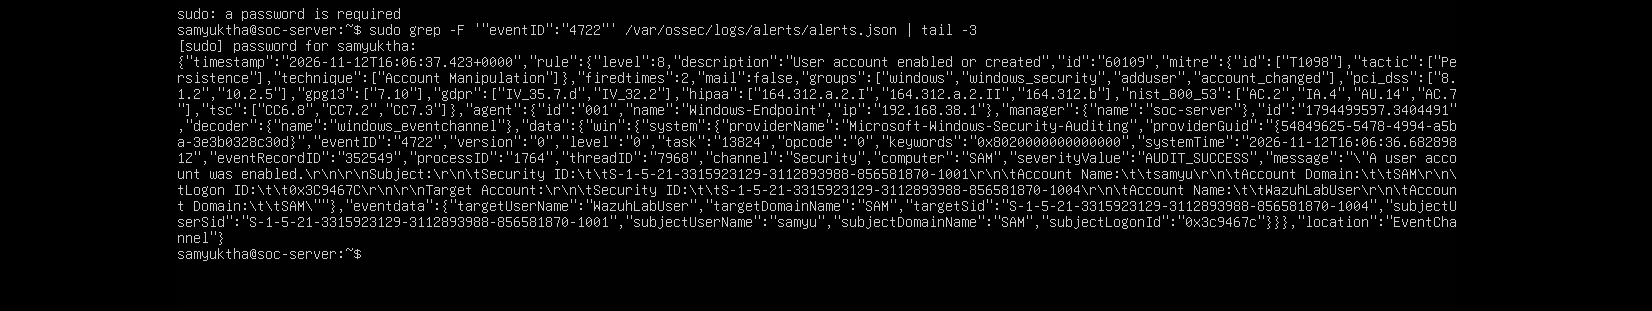 sudo: a password is required
samyuktha@soc-server:~$ sudo grep -F '"eventID":"4722"' /var/ossec/logs/alerts/alerts.json | tail -3
[sudo] password for samyuktha:
{"timestamp":"2026-11-12T16:06:37.423+0000","rule":{"level":8,"description":"User account enabled or created","id":"60109","mitre":{"id":["T1098"],"tactic":["Pe
rsistence"],"technique":["Account Manipulation"]},"firedtimes":2,"mail":false,"groups":["windows","windows_security","adduser","account_changed"],"pci_dss":["8.
1.2","10.2.5"],"gpg13":["7.10"],"gdpr":["IV_35.7.d","IV_32.2"],"hipaa":["164.312.a.2.I","164.312.a.2.II","164.312.b"],"nist_800_53":["AC.2","IA.4","AU.14","AC.7
"],"tsc":["CC6.8","CC7.2","CC7.3"]},"agent":{"id":"001","name":"Windows-Endpoint","ip":"192.168.38.1"},"manager":{"name":"soc-server"},"id":"1794499597.3404491"
,"decoder":{"name":"windows_eventchannel"},"data":{"win":{"system":{"providerName":"Microsoft-Windows-Security-Auditing","providerGuid":"{54849625-5478-4994-a5b
a-3e3b0328c30d}","eventID":"4722","version":"0","level":"0","task":"13824","opcode":"0","keywords":"0x8020000000000000","systemTime":"2026-11-12T16:06:36.682898
1Z","eventRecordID":"352549","processID":"1764","threadID":"7968","channel":"Security","computer":"SAM","severityValue":"AUDIT_SUCCESS","message":"\"A user acco
unt was enabled.\r\n\r\nSubject:\r\n\tSecurity ID:\t\tS-1-5-21-3315923129-3112893988-856581870-1001\r\n\tAccount Name:\t\tsamyu\r\n\tAccount Domain:\t\tSAM\r\n\
tLogon ID:\t\t0x3C9467C\r\n\r\nTarget Account:\r\n\tSecurity ID:\t\tS-1-5-21-3315923129-3112893988-856581870-1004\r\n\tAccount Name:\t\tWazuhLabUser\r\n\tAccoun
t Domain:\t\tSAM\""},"eventdata":{"targetUserName":"WazuhLabUser","targetDomainName":"SAM","targetSid":"S-1-5-21-3315923129-3112893988-856581870-1004","subjectU
serSid":"S-1-5-21-3315923129-3112893988-856581870-1001","subjectUserName":"samyu","subjectDomainName":"SAM","subjectLogonId":"0x3c9467c"}}},"location":"EventCha
nnel"}
samyuktha@soc-server:~$